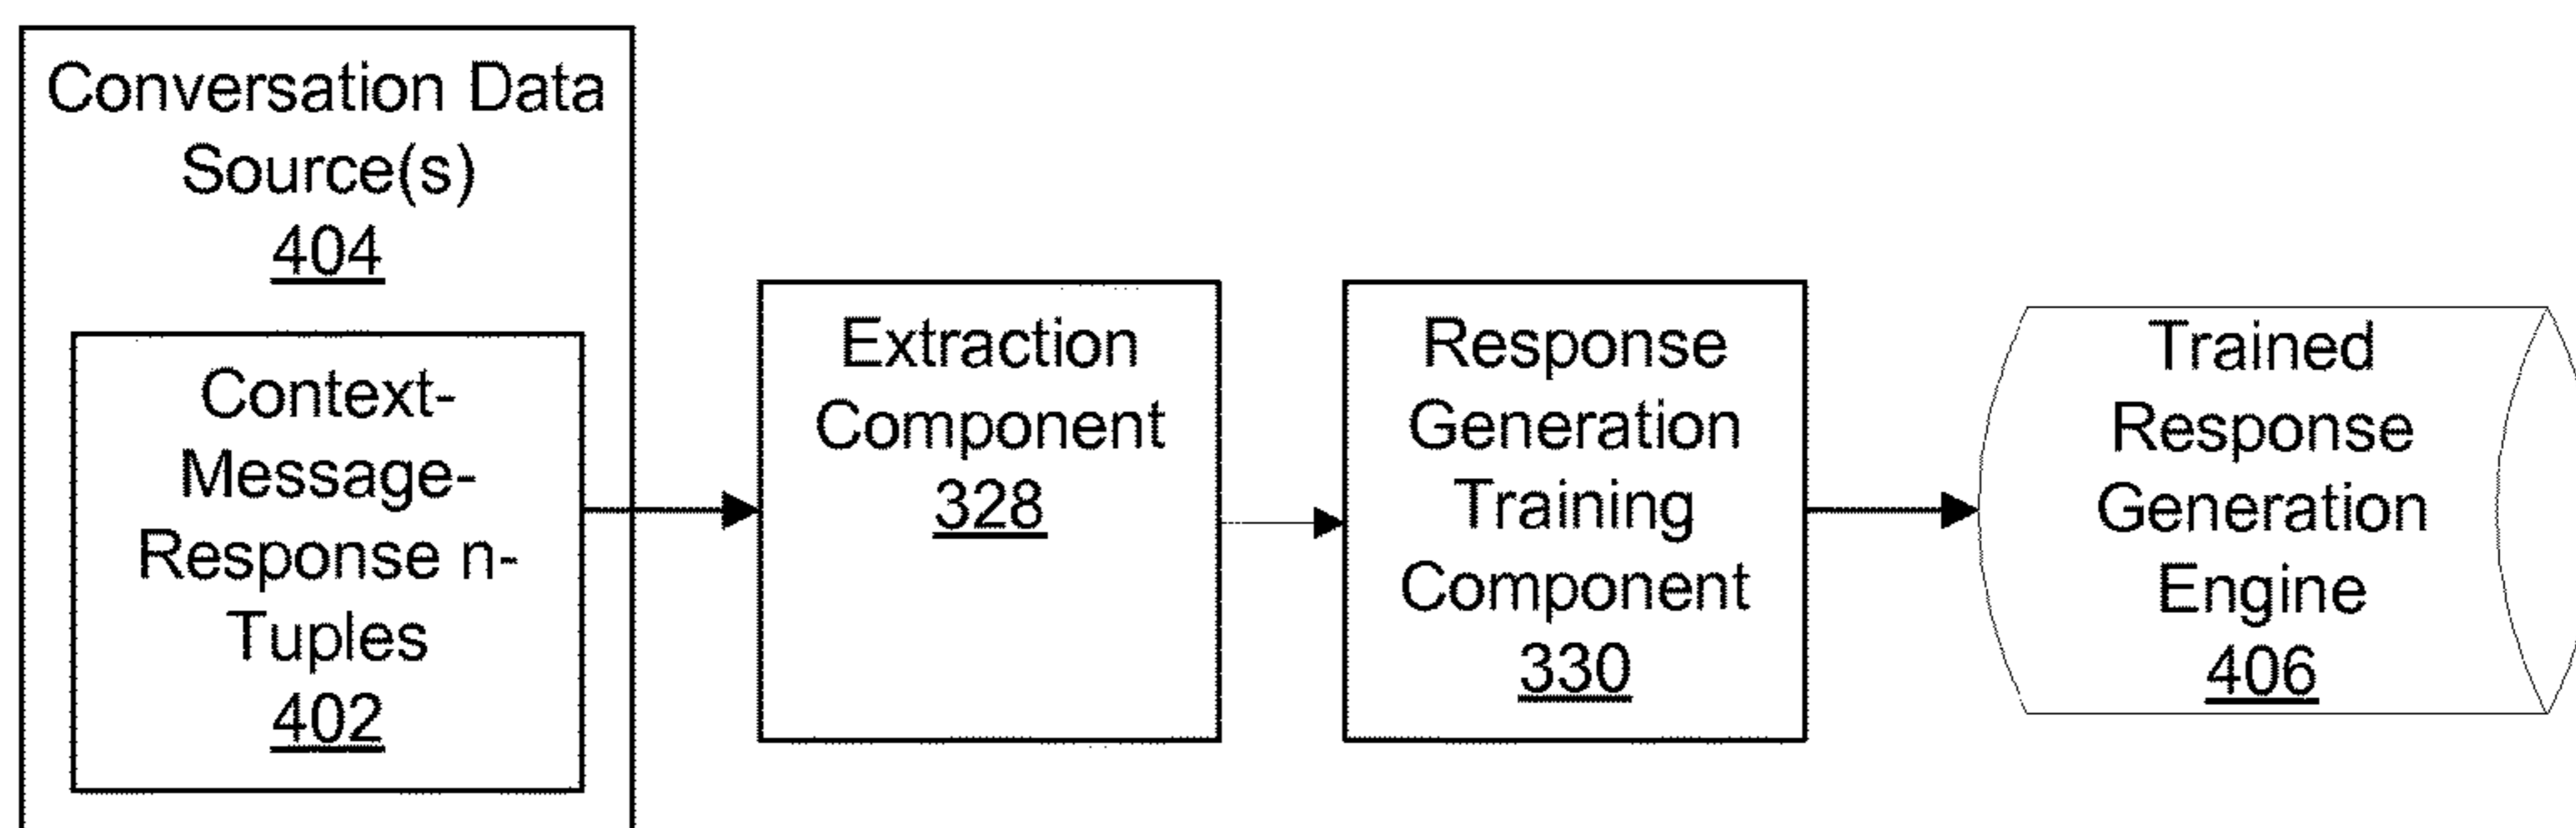 Conversation Data
Source(s)
404
Context-
Message-
Response n-
Tuples
402
Extraction
Component
328
Response
Generation
Training
Component
330
Trained
Response
Generation
Engine
406